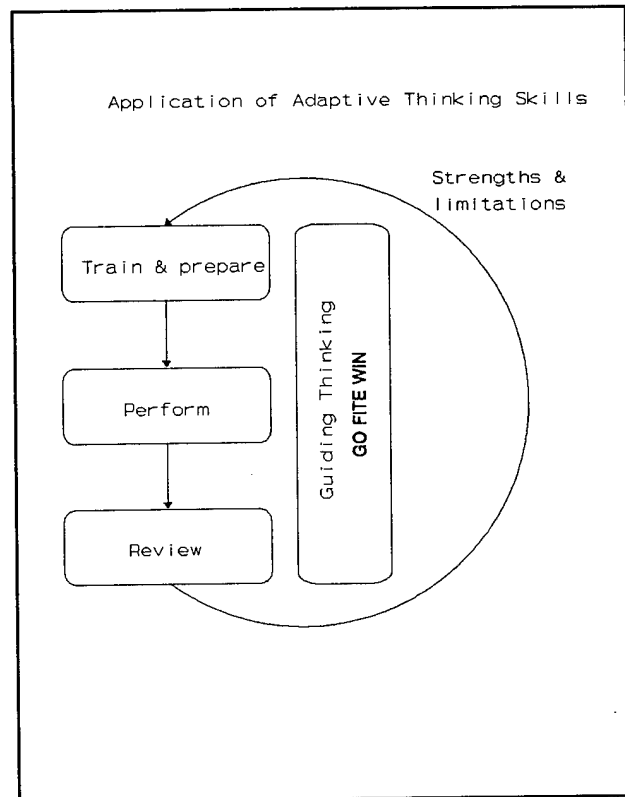 Application of Adaptive Thinking Skills
Strengths &
limitations
Train & prepare
Perform
Review
Guiding Thinking
GO FITE WIN